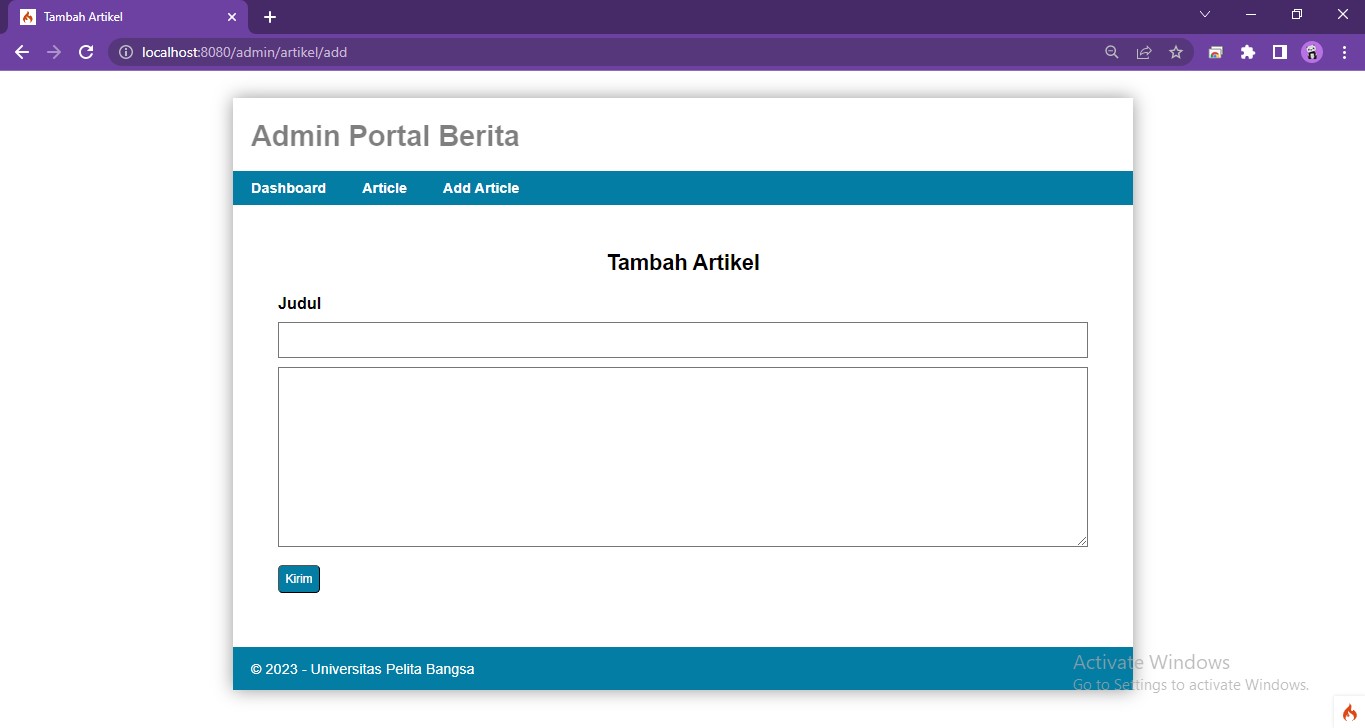 Tambah Artikel
localhost:8080/admin/artikel/add
Admin Portal Berita
Dashboard Article Add Article
Tambah Artikel
Judul
Kirim
© 2023 - Universitas Pelita Bangsa
Activate Windows
Go to Settings to activate Windows.